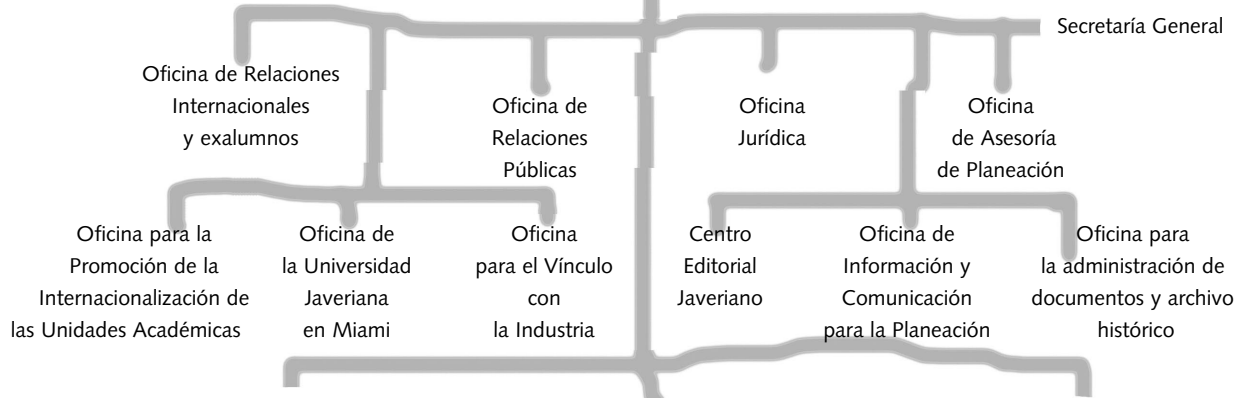 Secretaría General
Oficina de Relaciones
Internacionales
y exalumnos
Oficina de
Relaciones
Públicas
Oficina
Jurídica
Oficina
de Asesoría
de Planeación
Oficina para la
Promoción de la
Internacionalización de
las Unidades Académicas
Oficina de
la Universidad
Javeriana
en Miami
Oficina
para el Vínculo
con
la Industria
Centro
Editorial
Javeriano
Oficina de
Información y
Comunicación
para la Planeación
Oficina para
la administración de
documentos y archivo
histórico